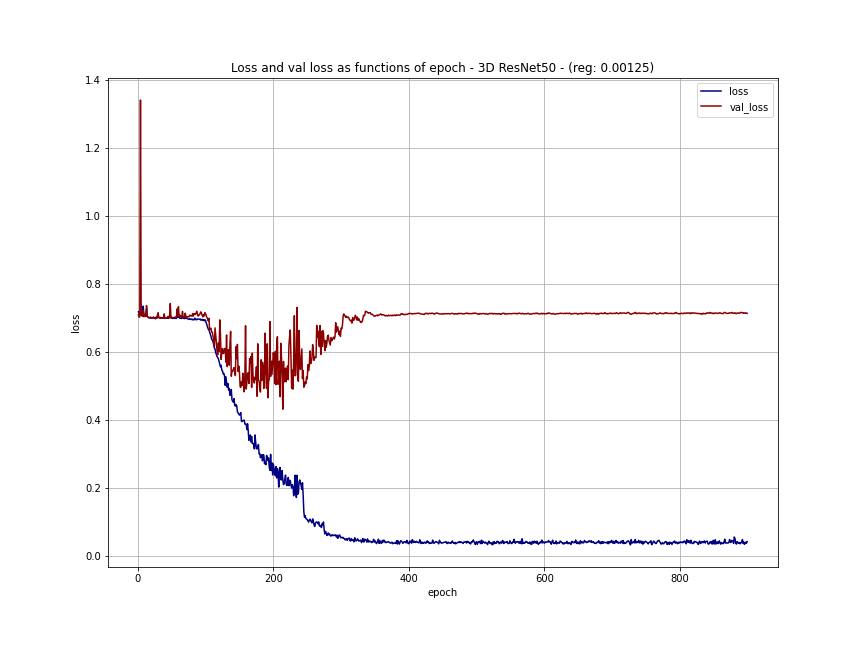 Loss and val loss as functions of epoch - 3D ResNet50 - (reg: 0.00125)
1.4
1.2
1.0
0.8
0.6
0.4
0.2
0.0
loss
loss
val_loss
0
200
400
600
800
epoch